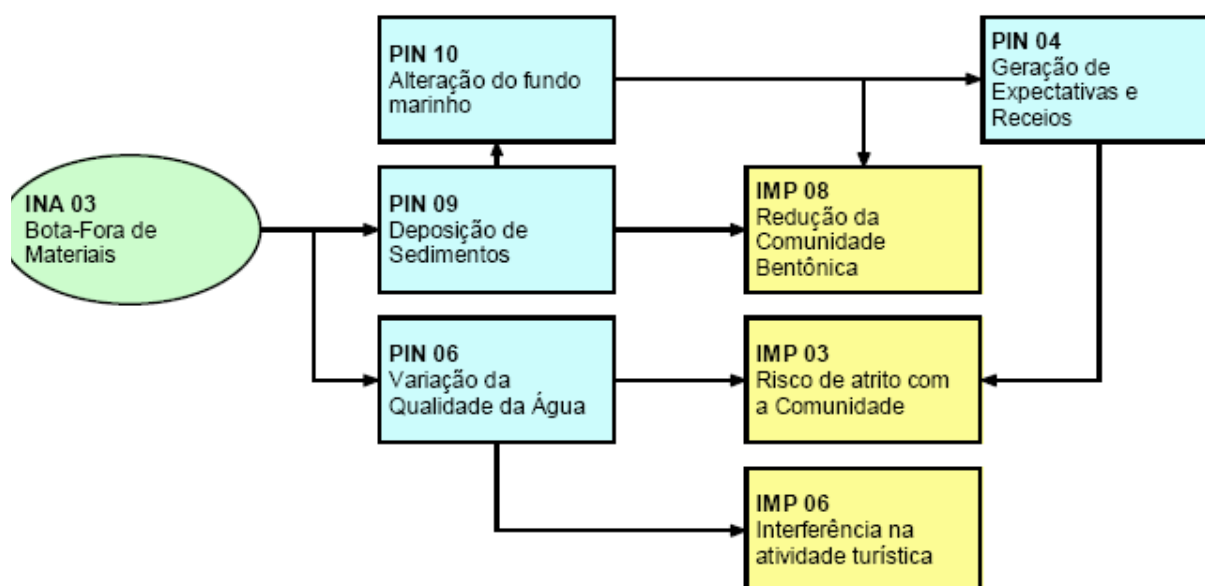 INA 03
Bota-Fora de
Materiais
PIN 10
Alteração do fundo
marinho
PIN 09
Deposição de
Sedimentos
PIN 06
Variação da
Qualidade da Água
PIN 04
Geração de
Expectativas e
Receios
IMP 08
Redução da
Comunidade
Bentônica
IMP 03
Risco de atrito com
a Comunidade
IMP 06
Interferência na
atividade turística